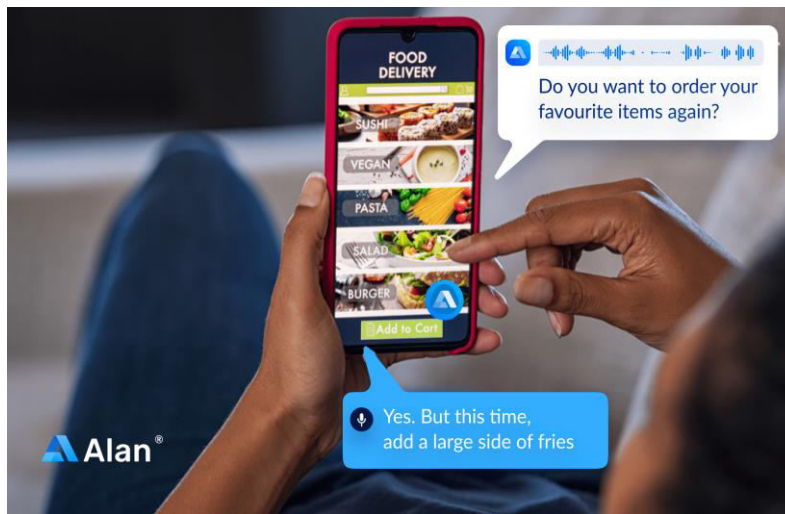 FOOD
DELIVERY
SUSHI
VEGAN
PASTA
SALAD
BURGER
Add to Cart
Do you want to order your
favourite items again?
Yes. But this time,
add a large side of fries
Alan®